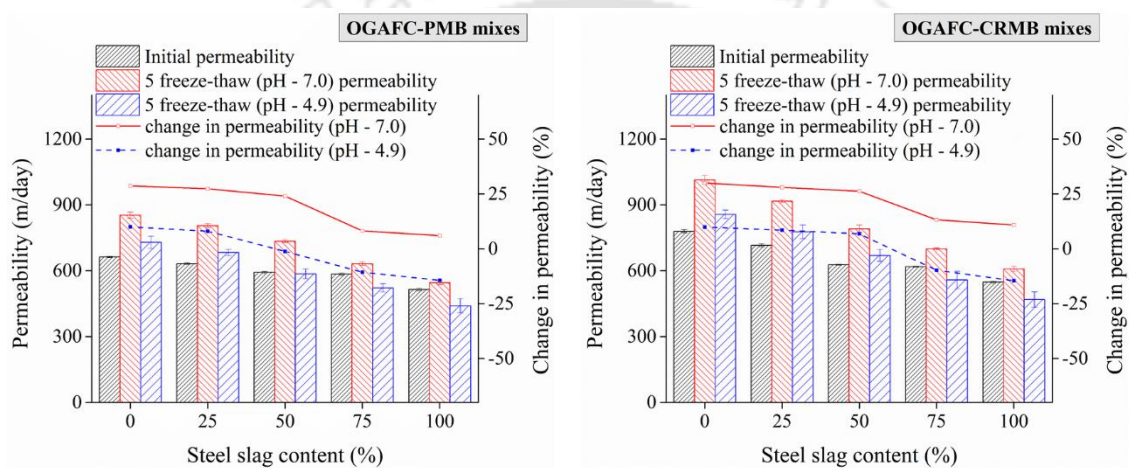 OGAFC-PMB mixes
Initial permeability
5 freeze-thaw (pH - 7.0) permeability
5 freeze-thaw (pH - 4.9) permeability
change in permeability (pH - 7.0)
change in permeability (pH - 4.9)
Permeability (m/day)
1200
900
600
300
0
Change in permeability (%)
50
25
0
-25
-50
0 25 50 75 100
Steel slag content (%)
OGAFC-CRMB mixes
Initial permeability
5 freeze-thaw (pH - 7.0) permeability
5 freeze-thaw (pH - 4.9) permeability
change in permeability (pH - 7.0)
change in permeability (pH - 4.9)
Permeability (m/day)
1200
900
600
300
0
Change in permeability (%)
50
25
0
-25
-50
0 25 50 75 100
Steel slag content (%)